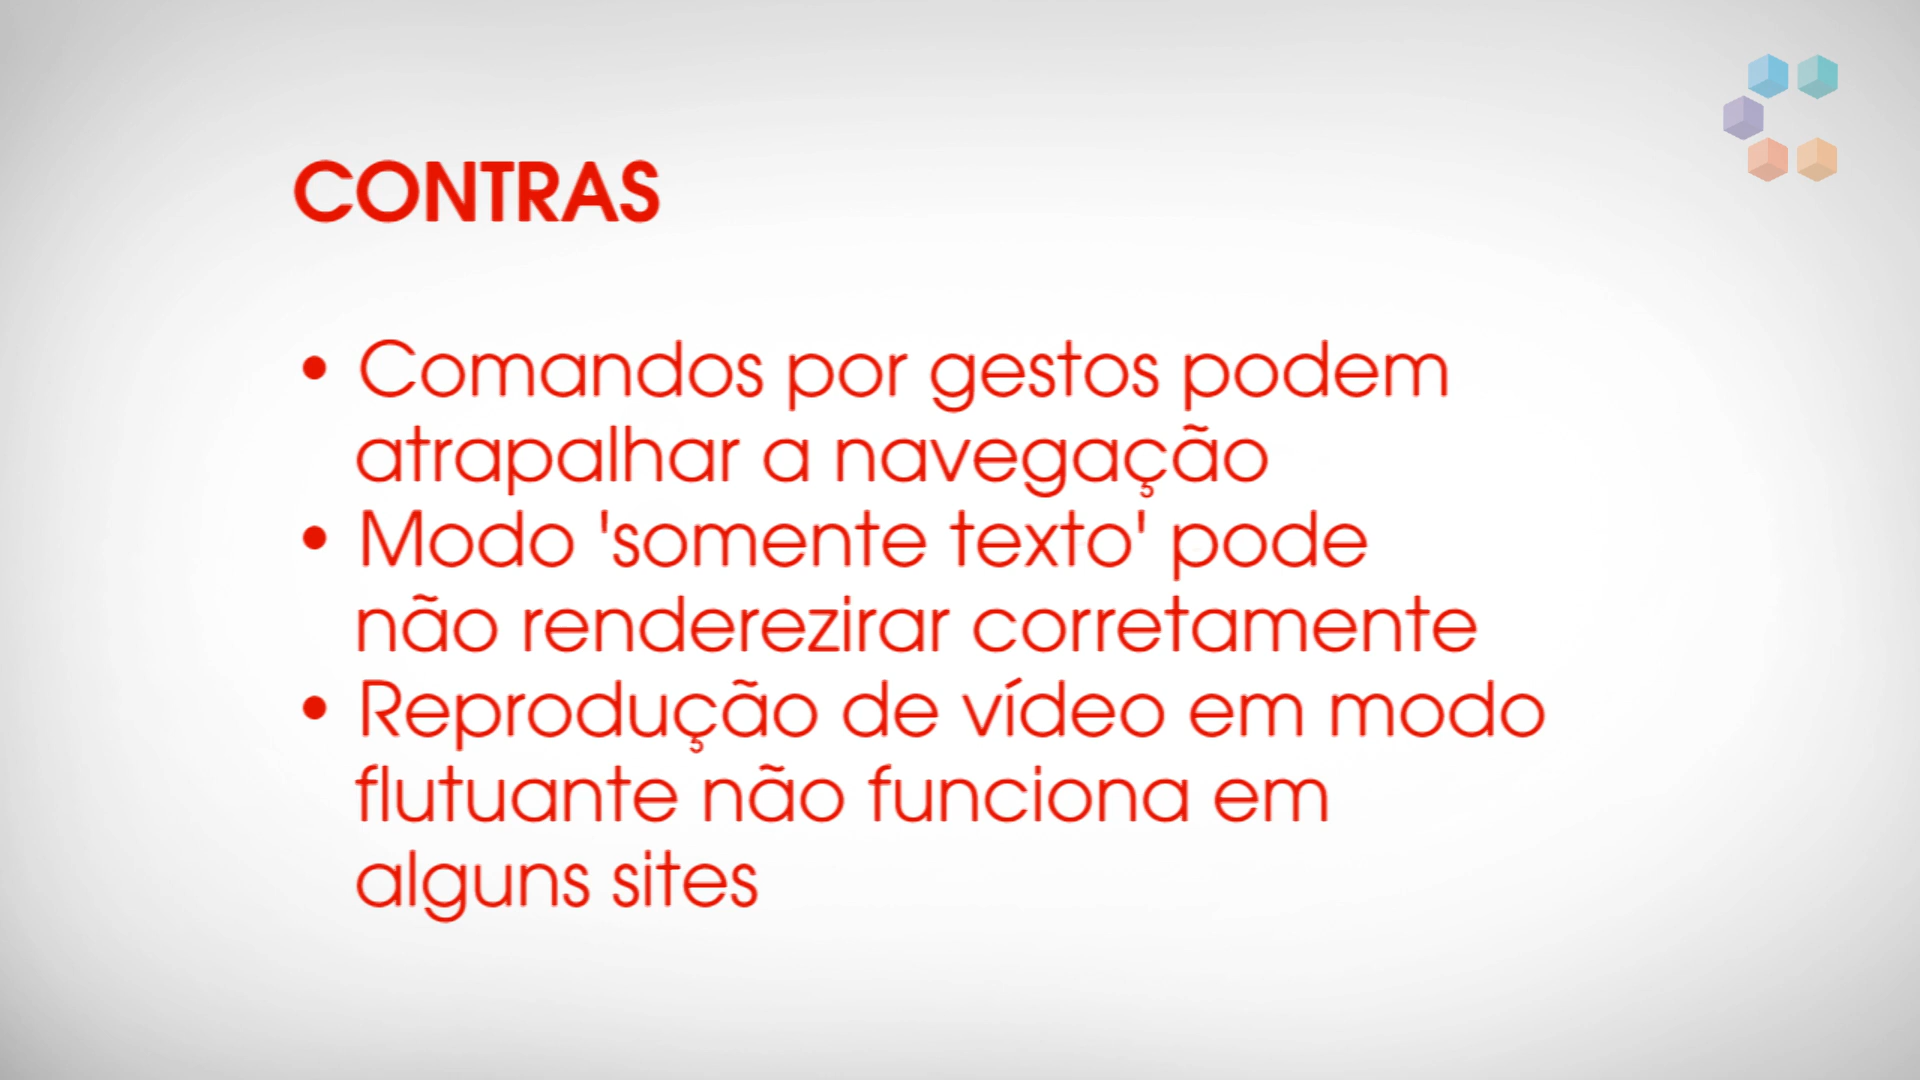 CONTRAS
• Comandos por gestos podem
atrapalhar a navegação
• Modo 'somente texto' pode
não renderezirar corretamente
• Reprodução de vídeo em modo
flutuante não funciona em
alguns sites